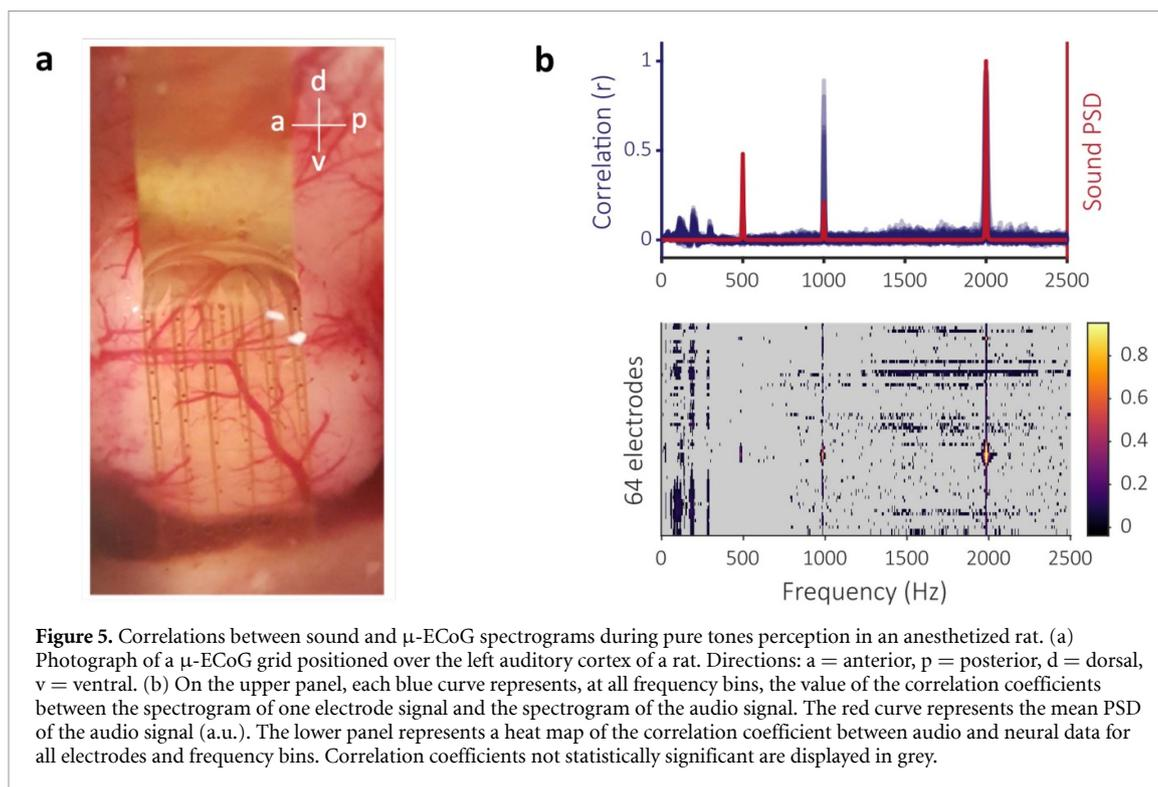 a
d
a
p
v
b
Correlation (r)
1
0.5
0
0
500
1000
1500
2000
2500
Sound PSD
64 electrodes
0
500
1000
1500
2000
2500
Frequency (Hz)
0.8
0.6
0.4
0.2
0
Figure 5. Correlations between sound and μ-ECoG spectrograms during pure tones perception in an anesthetized rat. (a)
Photograph of a μ-ECoG grid positioned over the left auditory cortex of a rat. Directions: a = anterior, p = posterior, d = dorsal,
v = ventral. (b) On the upper panel, each blue curve represents, at all frequency bins, the value of the correlation coefficients
between the spectrogram of one electrode signal and the spectrogram of the audio signal. The red curve represents the mean PSD
of the audio signal (a.u.). The lower panel represents a heat map of the correlation coefficient between audio and neural data for
all electrodes and frequency bins. Correlation coefficients not statistically significant are displayed in grey.